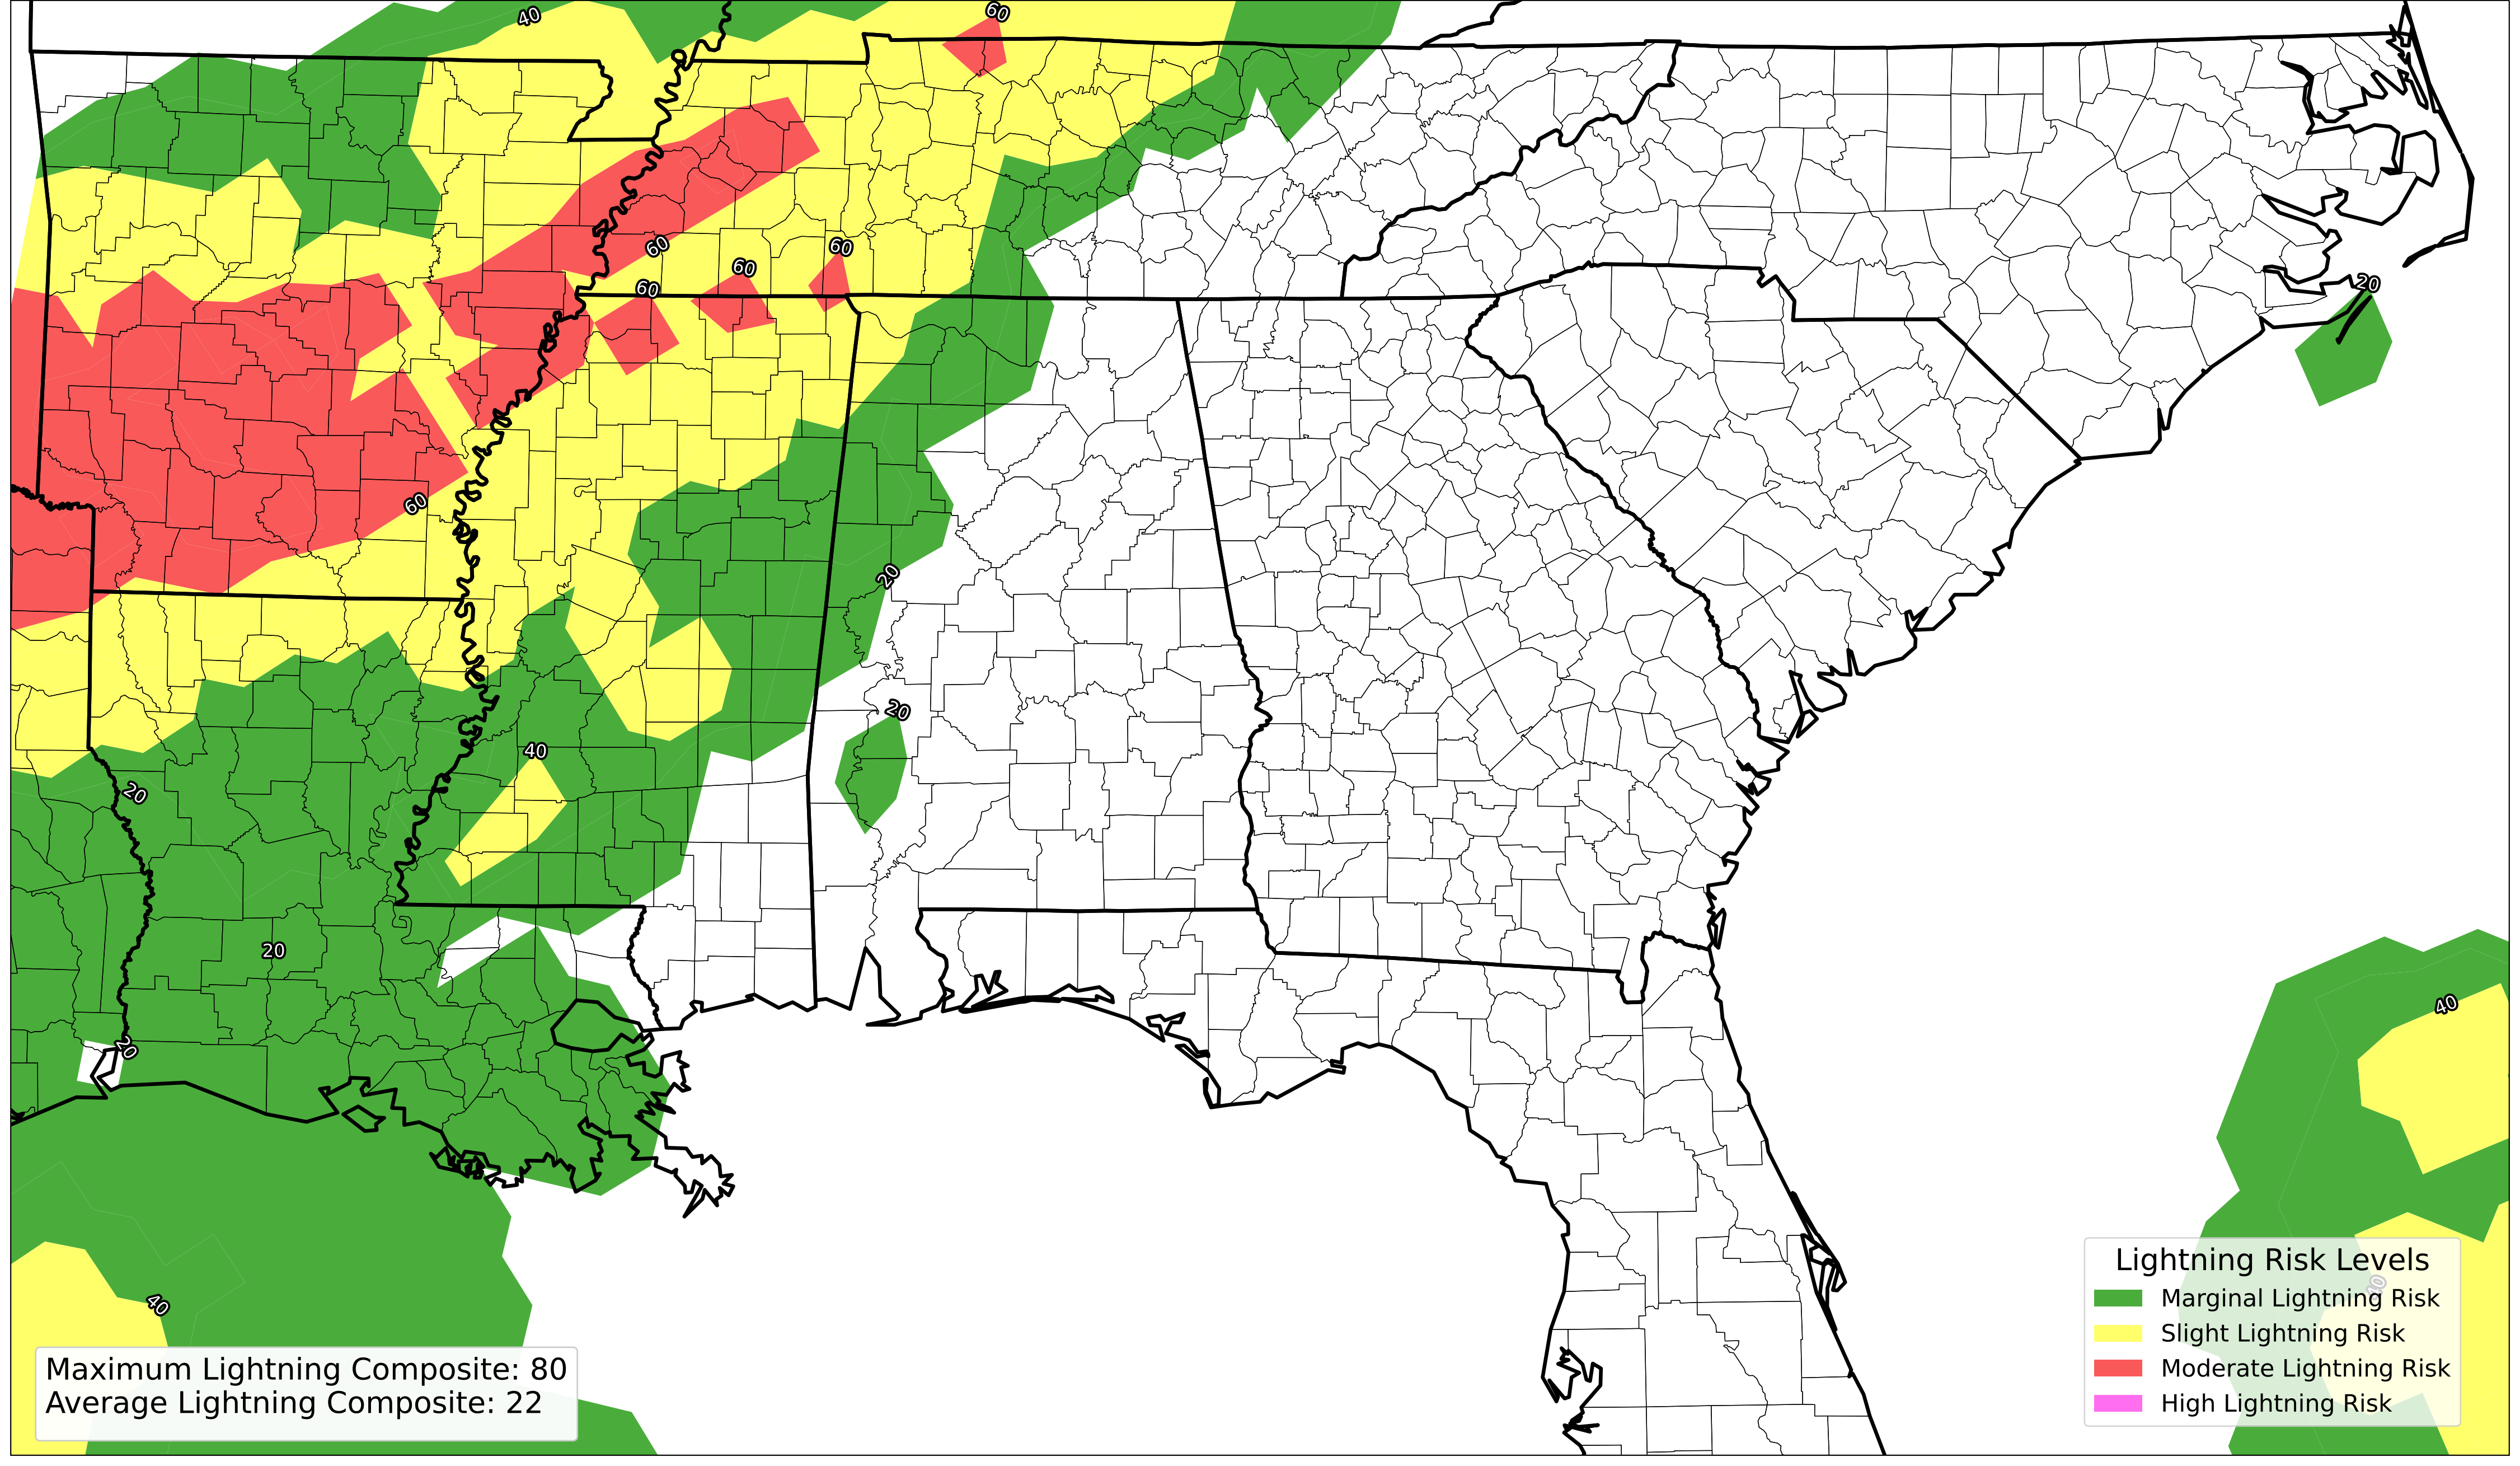 40
60
60
60
60
60
20
60
20
20
40
20
20
40
20
40
40
Maximum Lightning Composite: 80
Average Lightning Composite: 22
Lightning Risk Levels
Marginal Lightning Risk
Slight Lightning Risk
Moderate Lightning Risk
High Lightning Risk